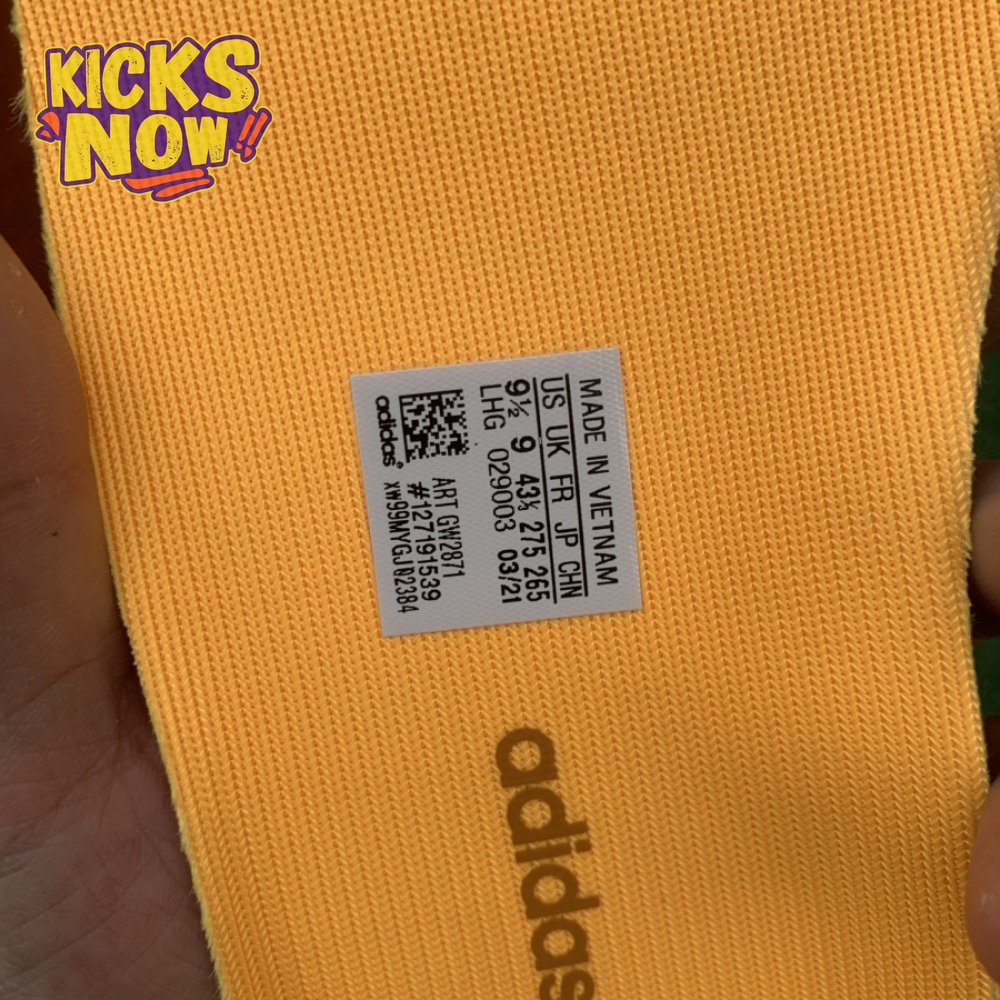 KICKS
NOW!!
MADE IN VIETNAM
US UK FR JP CHN
9½ 9 43⅓ 275 265
LHG 029003 03/21
ART GW2871
#127191539
XW99MYGJ02384
adidas®
adidas